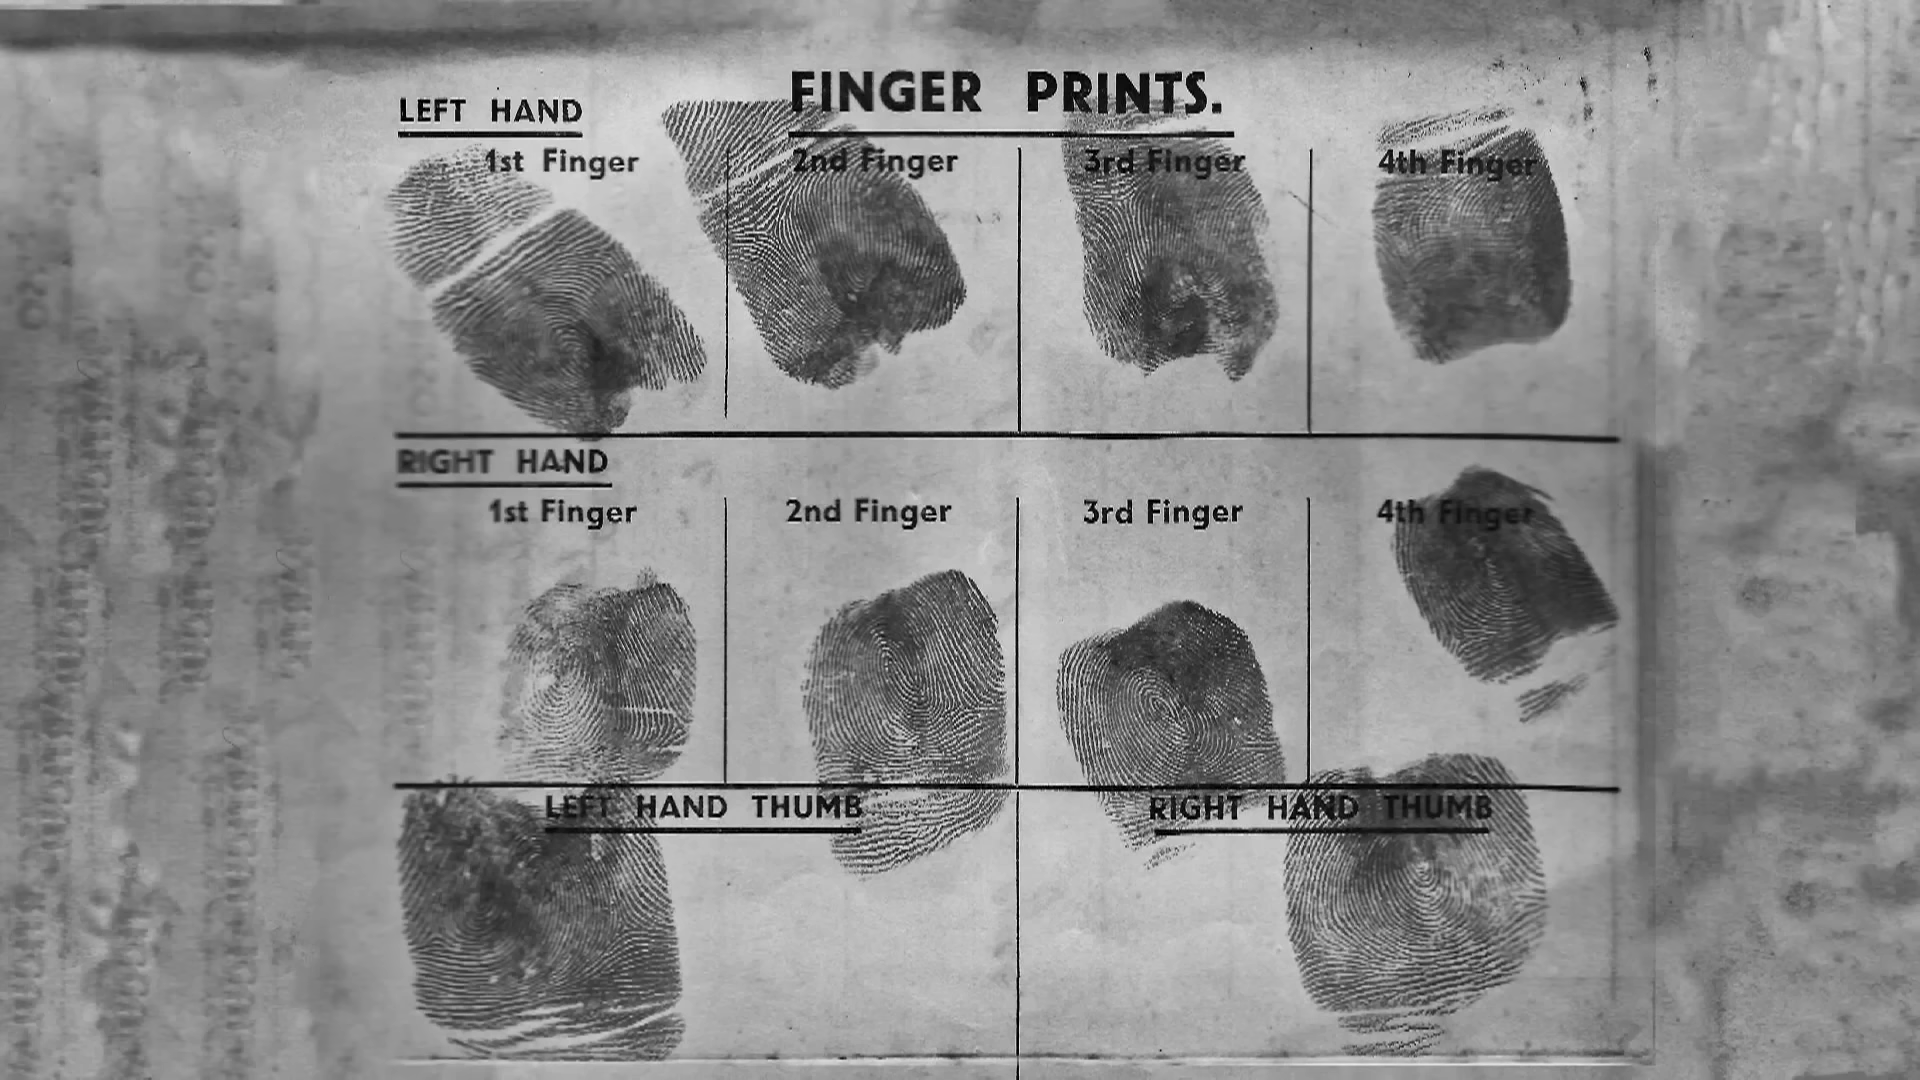 FINGER PRINTS.
LEFT HAND
1st Finger 2nd Finger 3rd Finger 4th Finger
RIGHT HAND
1st Finger 2nd Finger 3rd Finger 4th Finger
LEFT HAND THUMB RIGHT HAND THUMB